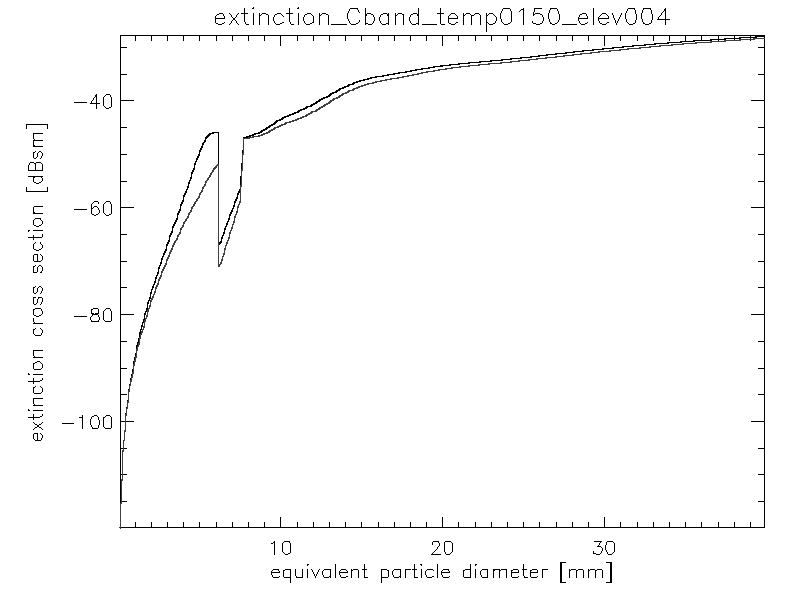 extinction_Cband_temp0150_elev004
extinction cross section [dBsm]
−40
−60
−80
−100
10 20 30
equivalent particle diameter [mm]